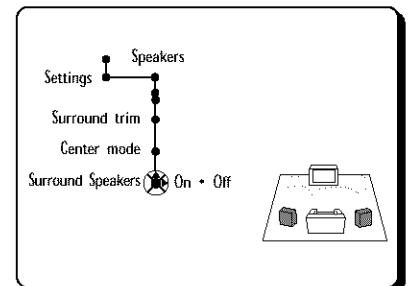 Speakers
Settings
Surround trim
Center mode
Surround Speakers On • Off